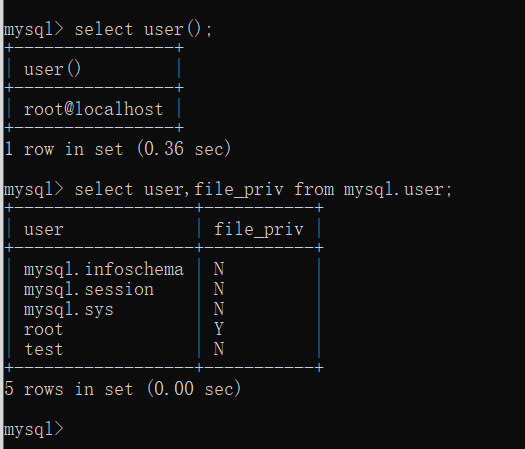 mysql> select user();
+----------------+
| user()         |
+----------------+
| root@localhost |
+----------------+
1 row in set (0.36 sec)
mysql> select user,file_priv from mysql.user;
+------------------+-----------+
| user             | file_priv |
+------------------+-----------+
| mysql.infoschema | N         |
| mysql.session    | N         |
| mysql.sys        | N         |
| root             | Y         |
| test             | N         |
+------------------+-----------+
5 rows in set (0.00 sec)
mysql>